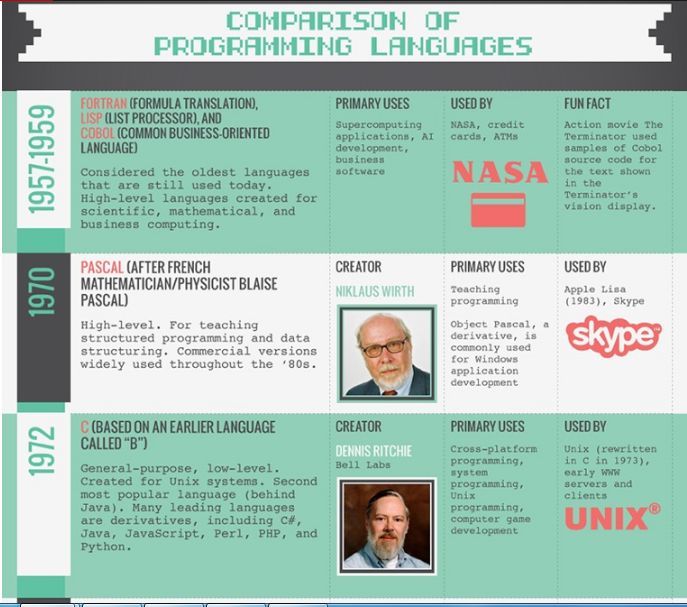 COMPARISON OF
PROGRAMMING LANGUAGES
1957-1959
FORTRAN (FORMULA TRANSLATION),
LISP (LIST PROCESSOR), AND
COBOL (COMMON BUSINESS-ORIENTED
LANGUAGE)
Considered the oldest languages
that are still used today.
High-level languages created for
scientific, mathematical, and
business computing.
PRIMARY USES
Supercomputing
applications, AI
development,
business
software
USED BY
NASA, credit
cards, ATMs
NASA
FUN FACT
Action movie The
Terminator used
samples of Cobol
source code for
the text shown
in the
Terminator's
vision display.
1970
PASCAL (AFTER FRENCH
MATHEMATICIAN/PHYSICIST BLAISE
PASCAL)
High-level. For teaching
structured programming and data
structuring. Commercial versions
widely used throughout the '80s.
CREATOR
NIKLAUS WIRTH
PRIMARY USES
Teaching
programming
Object Pascal, a
derivative, is
commonly used
for Windows
application
development
USED BY
Apple Lisa
(1983), Skype
skype™
1972
C (BASED ON AN EARLIER LANGUAGE
CALLED "B")
General-purpose, low-level.
Created for Unix systems. Second
most popular language (behind
Java). Many leading languages
are derivatives, including C#,
Java, JavaScript, Perl, PHP, and
Python.
CREATOR
DENNIS RITCHIE
Bell Labs
PRIMARY USES
Cross-platform
programming,
system
programming,
Unix
programming,
computer game
development
USED BY
Unix (rewritten
in C in 1973),
early WWW
servers and
clients
UNIX®